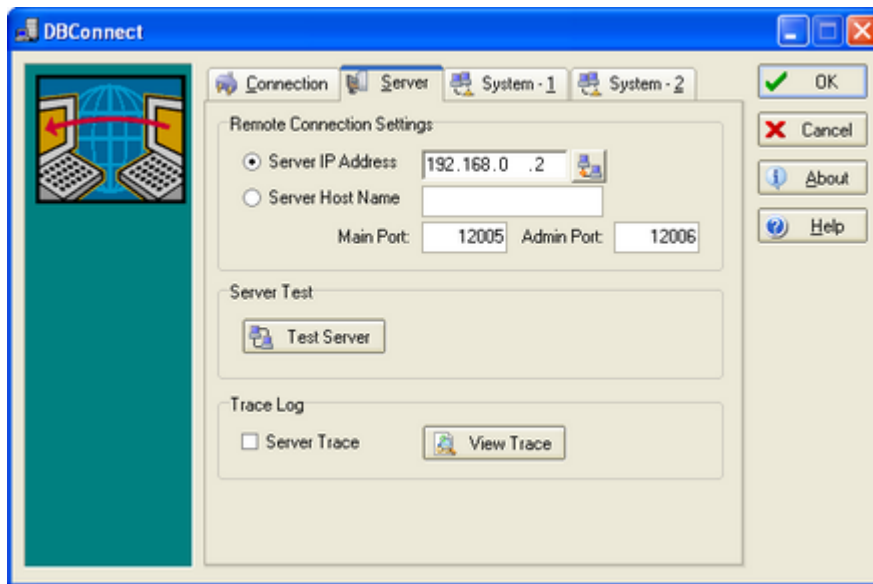 DBConnect
Connection Server System - 1 System - 2
OK
Cancel
About
Help
Remote Connection Settings
Server IP Address 192.168.0 .2
Server Host Name
Main Port: 12005 Admin Port: 12006
Server Test
Test Server
Trace Log
Server Trace View Trace